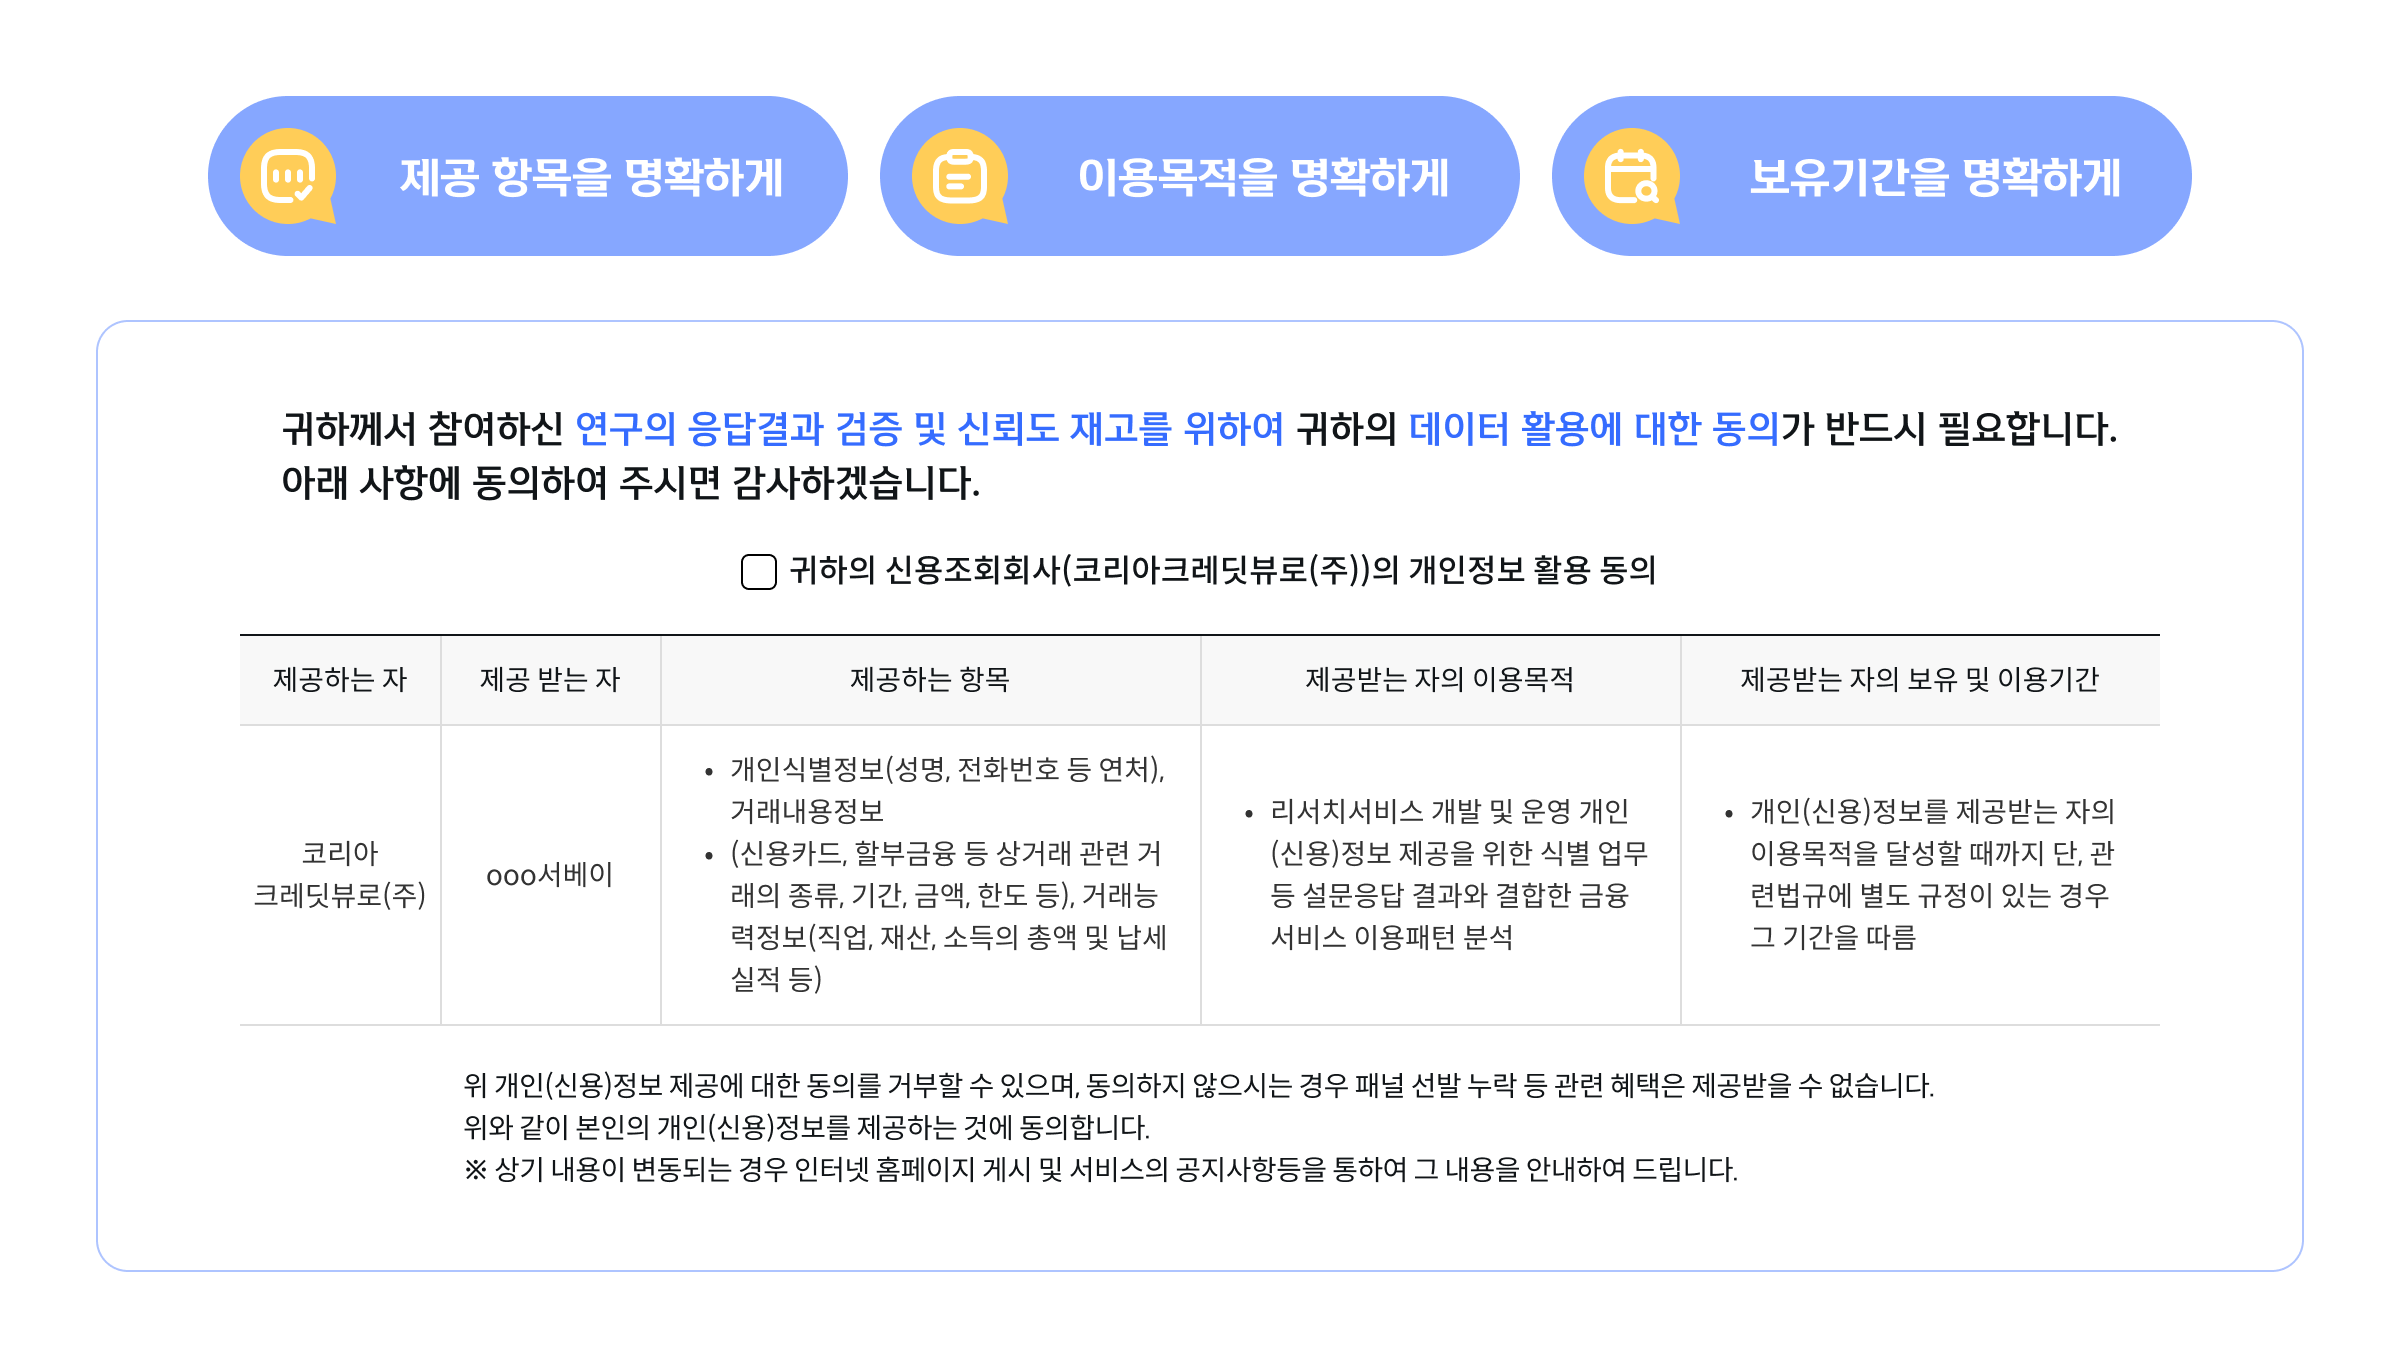 제공 항목을 명확하게
이용목적을 명확하게
보유기간을 명확하게
귀하께서 참여하신 연구의 응답결과 검증 및 신뢰도 재고를 위하여 귀하의 데이터 활용에 대한 동의가 반드시 필요합니다.
아래 사항에 동의하여 주시면 감사하겠습니다.
귀하의 신용조회회사(코리아크레딧뷰로(주))의 개인정보 활용 동의
제공하는 자
제공 받는 자
제공하는 항목
제공받는 자의 이용목적
제공받는 자의 보유 및 이용기간
코리아
크레딧뷰로(주)
ooo서베이
• 개인식별정보(성명, 전화번호 등 연처),
거래내용정보
• (신용카드, 할부금융 등 상거래 관련 거
래의 종류, 기간, 금액, 한도 등), 거래능
력정보(직업, 재산, 소득의 총액 및 납세
실적 등)
• 리서치서비스 개발 및 운영 개인
(신용)정보 제공을 위한 식별 업무
등 설문응답 결과와 결합한 금융
서비스 이용패턴 분석
• 개인(신용)정보를 제공받는 자의
이용목적을 달성할 때까지 단, 관
련법규에 별도 규정이 있는 경우
그 기간을 따름
위 개인(신용)정보 제공에 대한 동의를 거부할 수 있으며, 동의하지 않으시는 경우 패널 선발 누락 등 관련 혜택은 제공받을 수 없습니다.
위와 같이 본인의 개인(신용)정보를 제공하는 것에 동의합니다.
※ 상기 내용이 변동되는 경우 인터넷 홈페이지 게시 및 서비스의 공지사항등을 통하여 그 내용을 안내하여 드립니다.